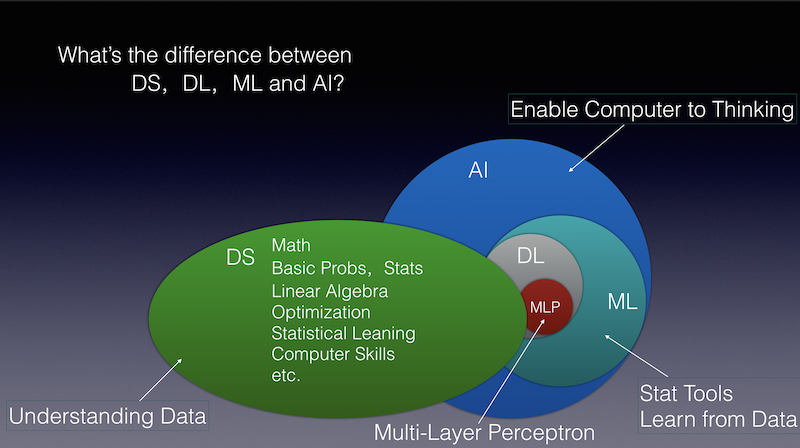 What's the difference between
DS，DL，ML and AI?
Enable Computer to Thinking
AI
DS
Math
Basic Probs，Stats
Linear Algebra
Optimization
Statistical Leaning
Computer Skills
etc.
DL
MLP
ML
Understanding Data
Multi-Layer Perceptron
Stat Tools
Learn from Data